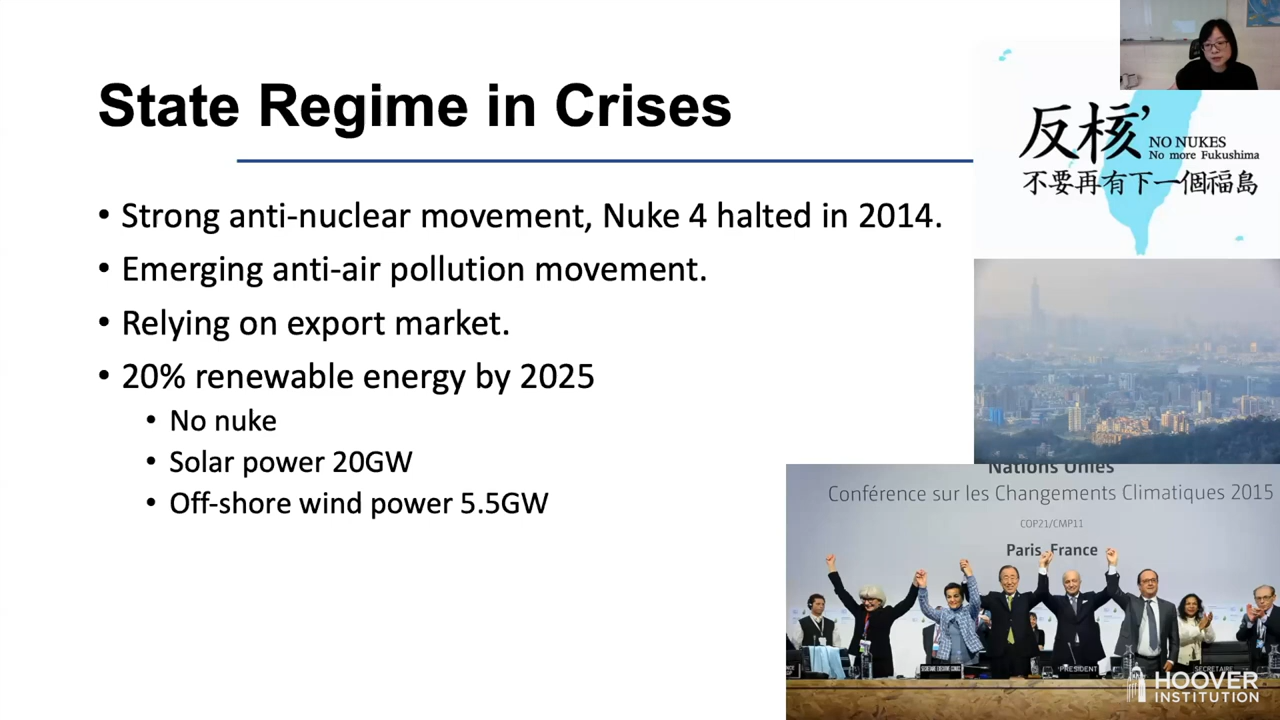 State Regime in Crises
• Strong anti-nuclear movement, Nuke 4 halted in 2014.
• Emerging anti-air pollution movement.
• Relying on export market.
• 20% renewable energy by 2025
• No nuke
• Solar power 20GW
• Off-shore wind power 5.5GW
反核'
NO NUKES
No more Fukushima
不要再有下一個福島
Nations Unies
Conférence sur les Changements Climatiques 2015
COP21/CMP11
Paris, France
PRESIDENT
HOOVER
INSTITUTION